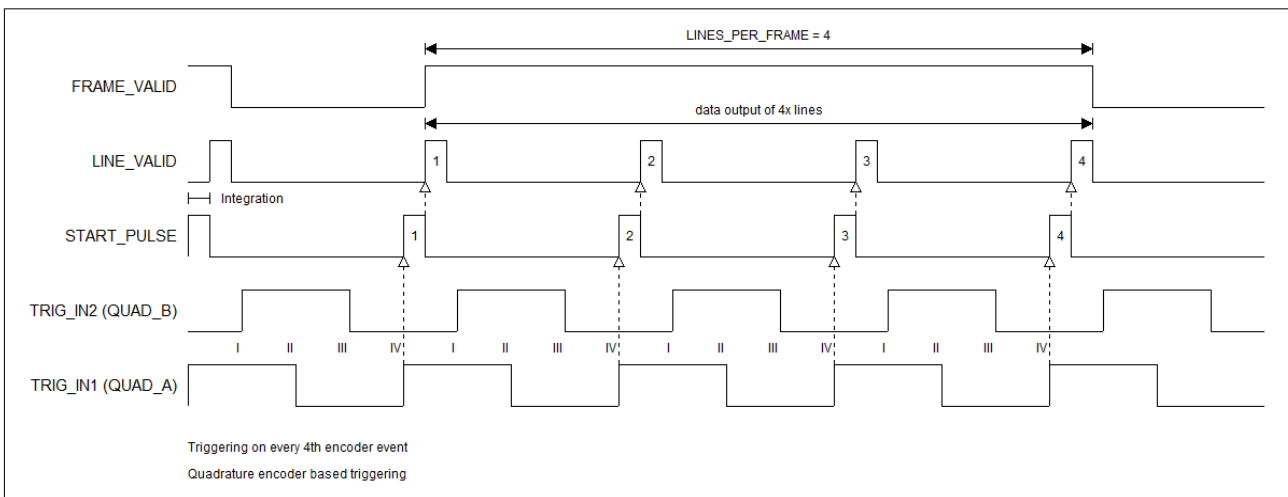 LINES_PER_FRAME = 4
FRAME_VALID
data output of 4x lines
LINE_VALID 1 2 3 4
Integration
START_PULSE 1 2 3 4
TRIG_IN2 (QUAD_B)
I II III IV I II III IV I II III IV I II III IV
TRIG_IN1 (QUAD_A)
Triggering on every 4th encoder event
Quadrature encoder based triggering